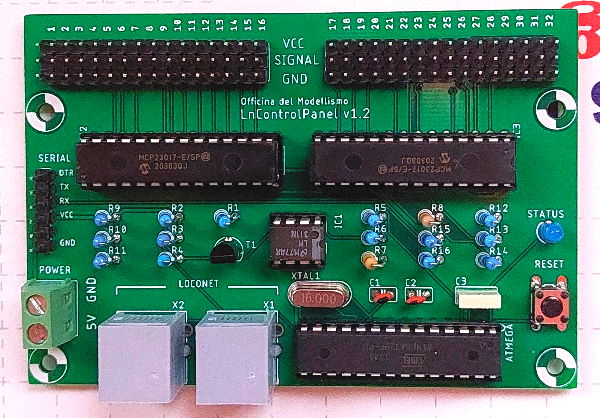 1 2 3 4 5 6 7 8 9 10 11 12 13 14 15 16
17 18 19 20 21 22 23 24 25 26 27 28 29 30 31 32
VCC
SIGNAL
GND
Officina del Modellismo
LnControlPanel v1.2
MCP23017-E/SP
MCP23017-E/SP
SERIAL
DTR
TX
RX
VCC
GND
R9
R3
R1
R5
R8
R12
STATUS
R10
R2
IC1
R6
R15
R13
R11
R4
T1
R7
R16
R14
LM
311N
POWER
GND
5V
LOCONET
X2
X1
XTAL1
16.000
C1
C2
C3
RESET
ATMEGA